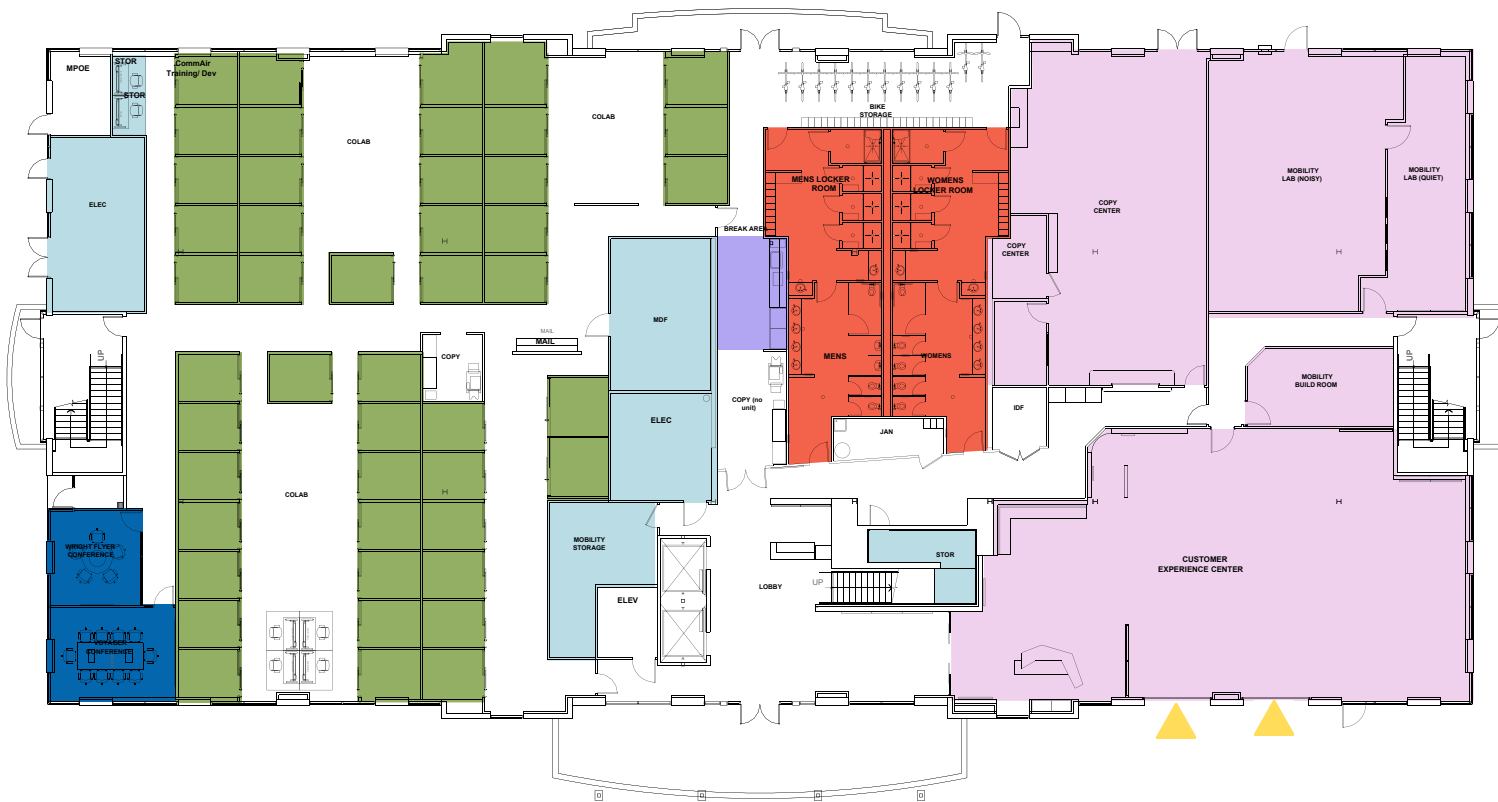 MPOE
STOR
STOR
CommAir
Training/ Dev
COLAB
COLAB
BIKE
STORAGE
ELEC
MENS LOCKER
ROOM
WOMENS
LOCKER ROOM
COPY
CENTER
MOBILITY
LAB (NOISY)
MOBILITY
LAB (QUIET)
BREAK AREA
COPY
CENTER
MDF
MAIL
MAIL
UP
COPY
MENS
WOMENS
UP
MOBILITY
BUILD ROOM
COPY (no
unit)
IDF
ELEC
JAN
COLAB
WRIGHT FLYER
CONFERENCE
MOBILITY
STORAGE
STOR
CUSTOMER
EXPERIENCE CENTER
UP
LOBBY
ELEV
VOYAGER
CONFERENCE